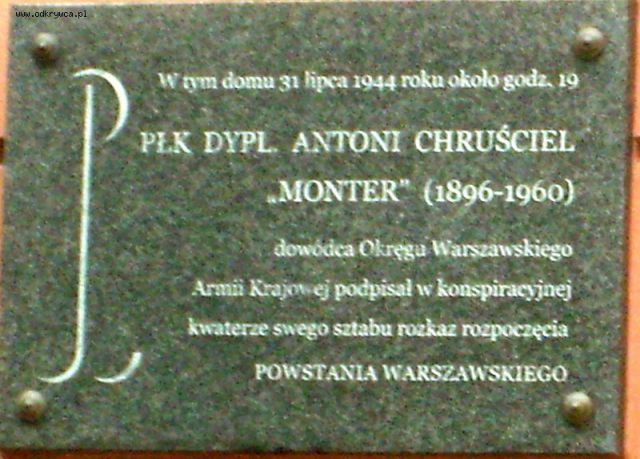 www.odkrywca.pl
W tym domu 31 lipca 1944 roku około godz. 19
PŁK DYPL. ANTONI CHRUŚCIEL
„MONTER” (1896-1960)
dowódca Okręgu Warszawskiego
Armii Krajowej podpisał w konspiracyjnej
kwaterze swego sztabu rozkaz rozpoczęcia
POWSTANIA WARSZAWSKIEGO